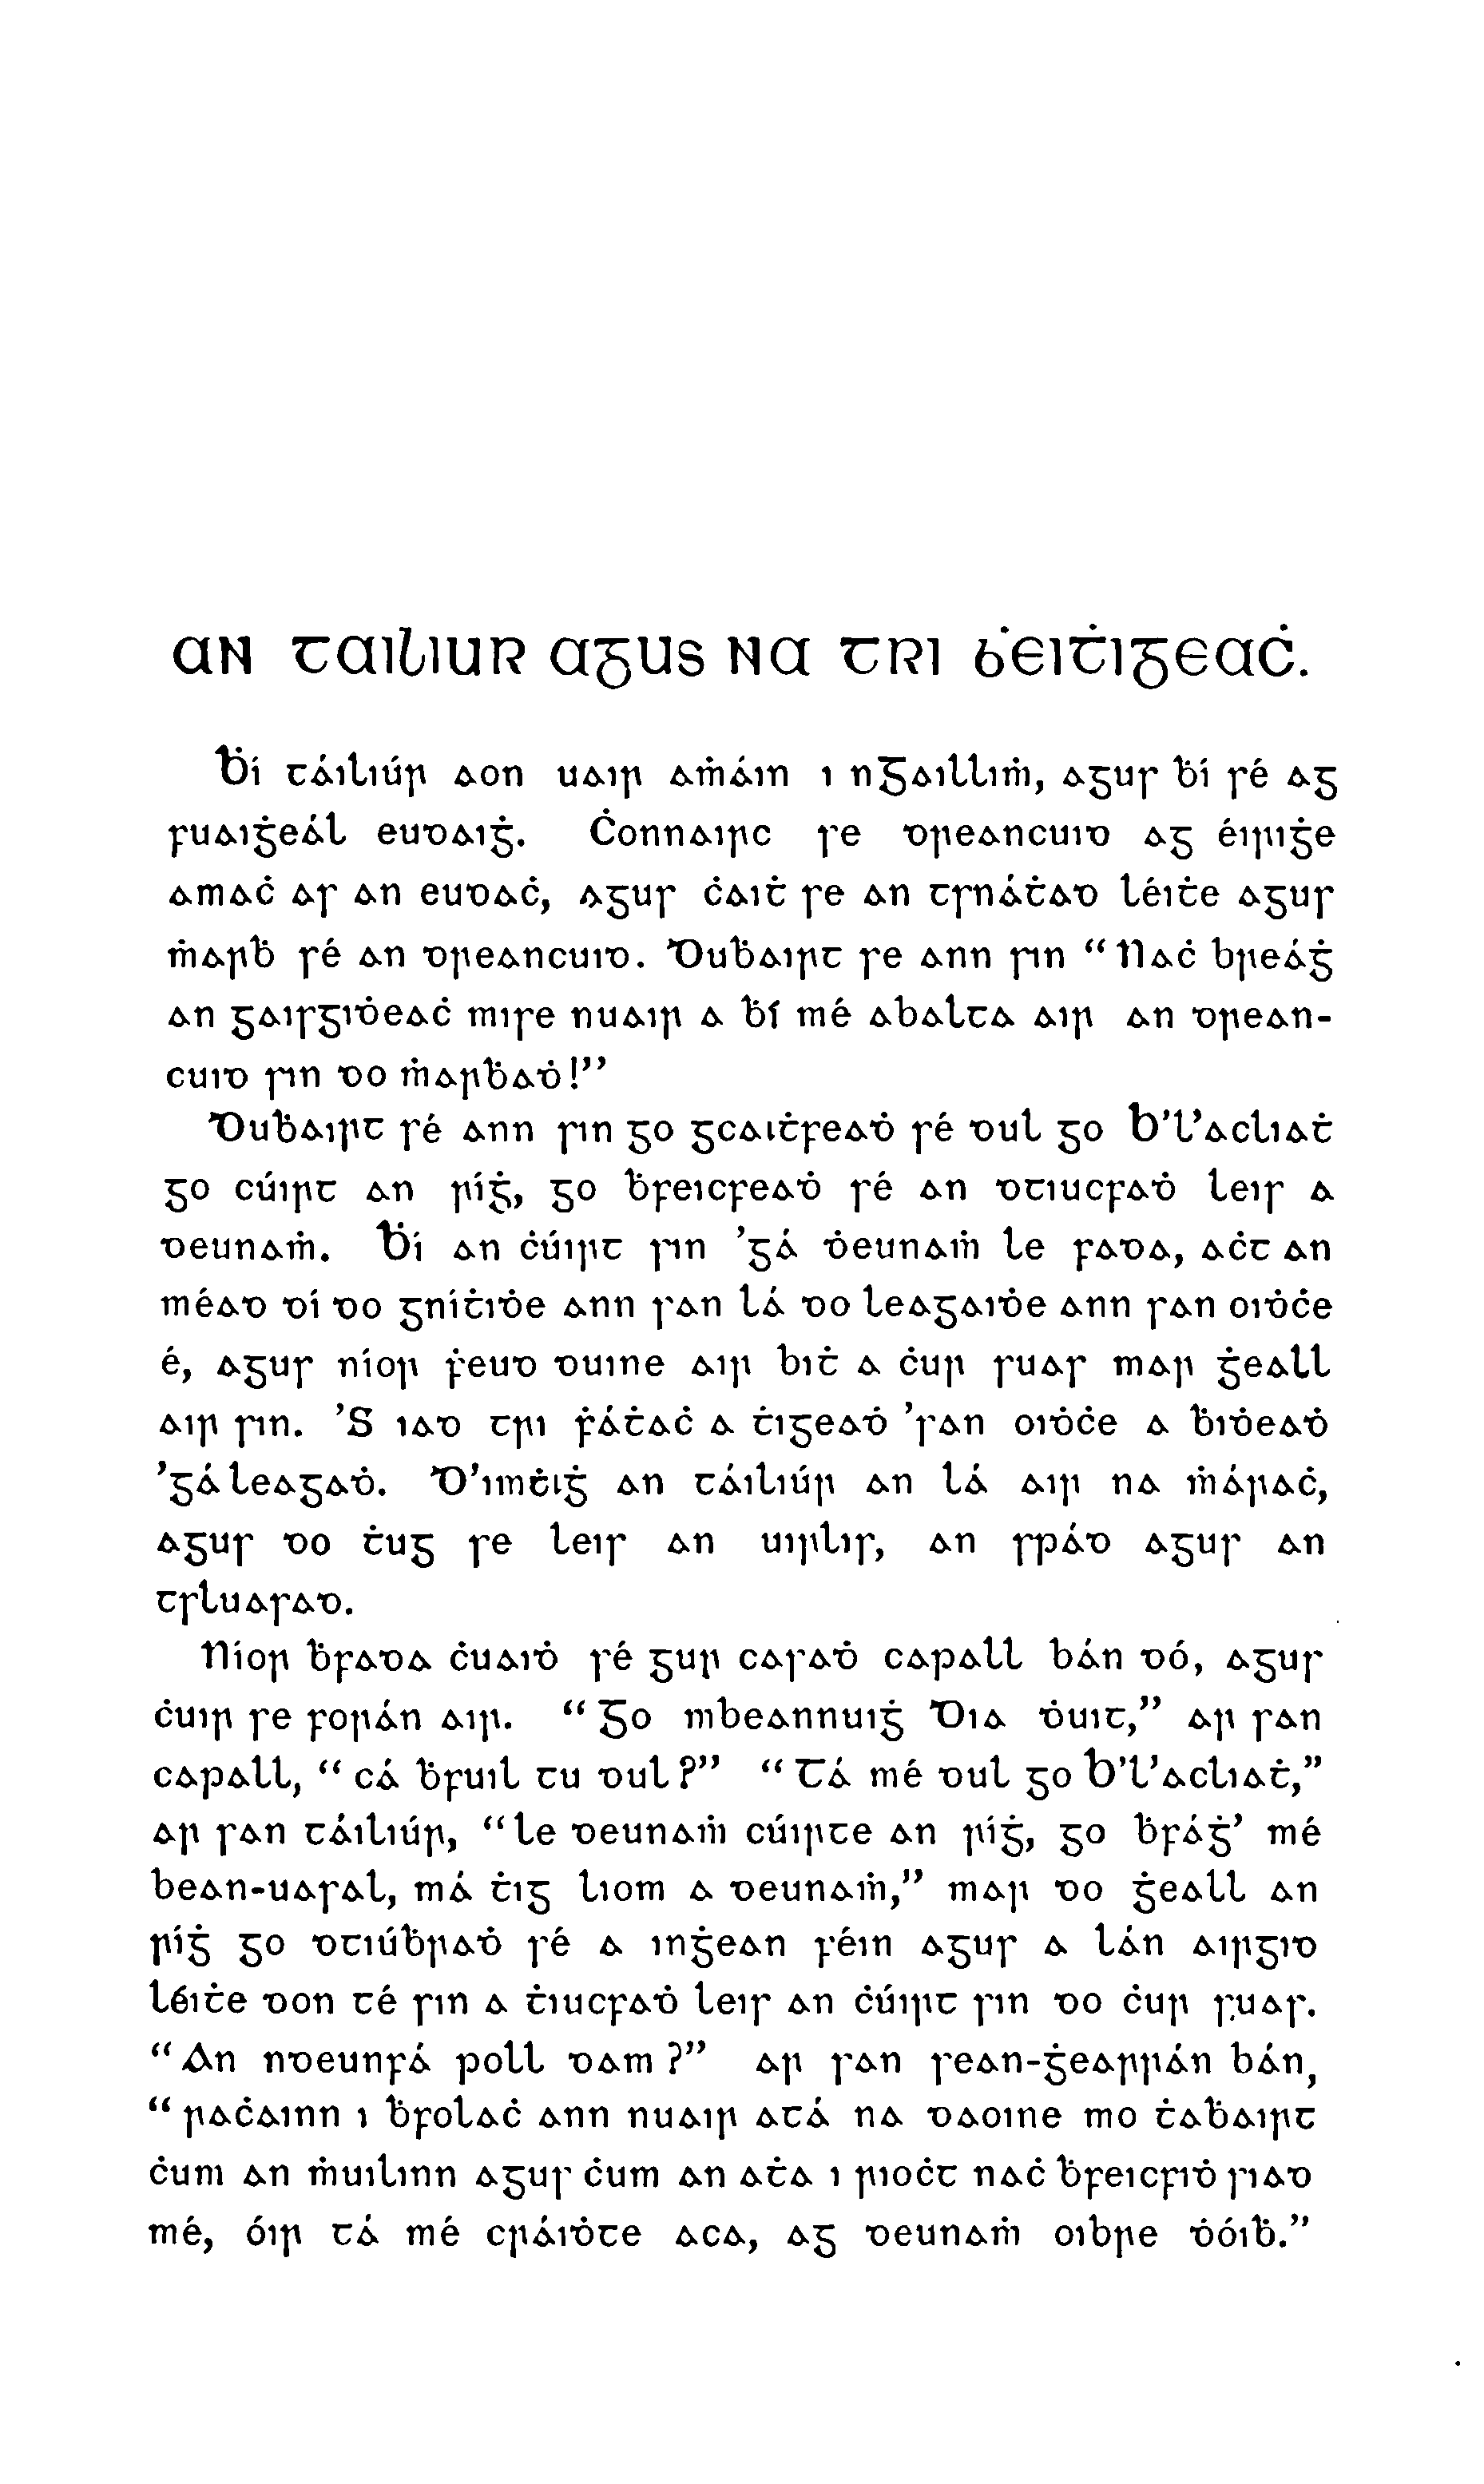 AN TAILIUR AGUS NA TRI ḂEIṪIGEAĊ.
Ḃí táiliúr aon uair aṁáin i nGailliṁ, agus ḃí sé ag
fuaiġeál eudaiġ. Ċonnairc se dreancuid ag éiriġe
amaċ as an eudaċ, agus ċaiṫ se an tsnáṫad léiṫe agus
ṁarḃ sé an dreancuid. Duḃairt se ann sin “Naċ breáġ
an gaisgiḋeaċ mise nuair a ḃí mé abalta air an drean-
cuid sin do ṁarḃaḋ!”
Duḃairt sé ann sin go gcaiṫfeaḋ sé dul go b’l’acliaṫ
go cúirt an ríġ, go ḃfeicfeaḋ sé an dtiucfaḋ leis a
deunaṁ. Ḃí an ċúirt sin ’gá ḋeunaṁ le fada, aċt an
méad dí do gníṫiḋe ann san lá do leagaiḋe ann san oiḋċe
é, agus níor ḟeud duine air biṫ a ċur suas mar ġeall
air sin. ’S iad tri ḟáṫaċ a ṫigeaḋ ’san oiḋċe a ḃiḋeaḋ
’gá leagaḋ. D’imṫiġ an táiliúr an lá air na ṁáraċ,
agus do ṫug se leis an uirlis, an spád agus an
tsluasad.
Níor ḃfada ċuaiḋ sé gur casaḋ capall bán dó, agus
ċuir se forán air. “Go mbeannuiġ Dia ḋuit,” ar san
capall, “cá ḃfuil tu dul?” “Tá mé dul go b’l’acliaṫ,”
ar san táiliúr, “le deunaṁ cúirte an ríġ, go ḃfáġ’ mé
bean-uasal, má ṫig liom a deunaṁ,” mar do ġeall an
ríġ go dtiúḃraḋ sé a inġean féin agus a lán airgid
léiṫe don té sin a ṫiucfaḋ leis an ċúirt sin do ċur suas.
“An ndeunfá poll dam?” ar san sean-ġearrán bán,
“raċainn i ḃfolaċ ann nuair atá na daoine mo ṫaḃairt
ċum an ṁuilinn agus ċum an aṫa i rioċt naċ ḃfeicfiḋ siad
mé, óir tá mé cráiḋte aca, ag deunaṁ oibre ḋóiḃ.”